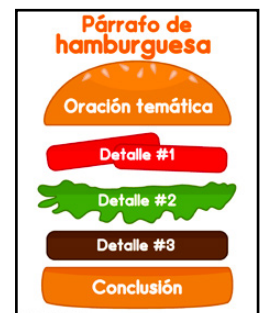 Párrafo de
hamburguesa
Oración temática
Detalle #1
Detalle #2
Detalle #3
Conclusión